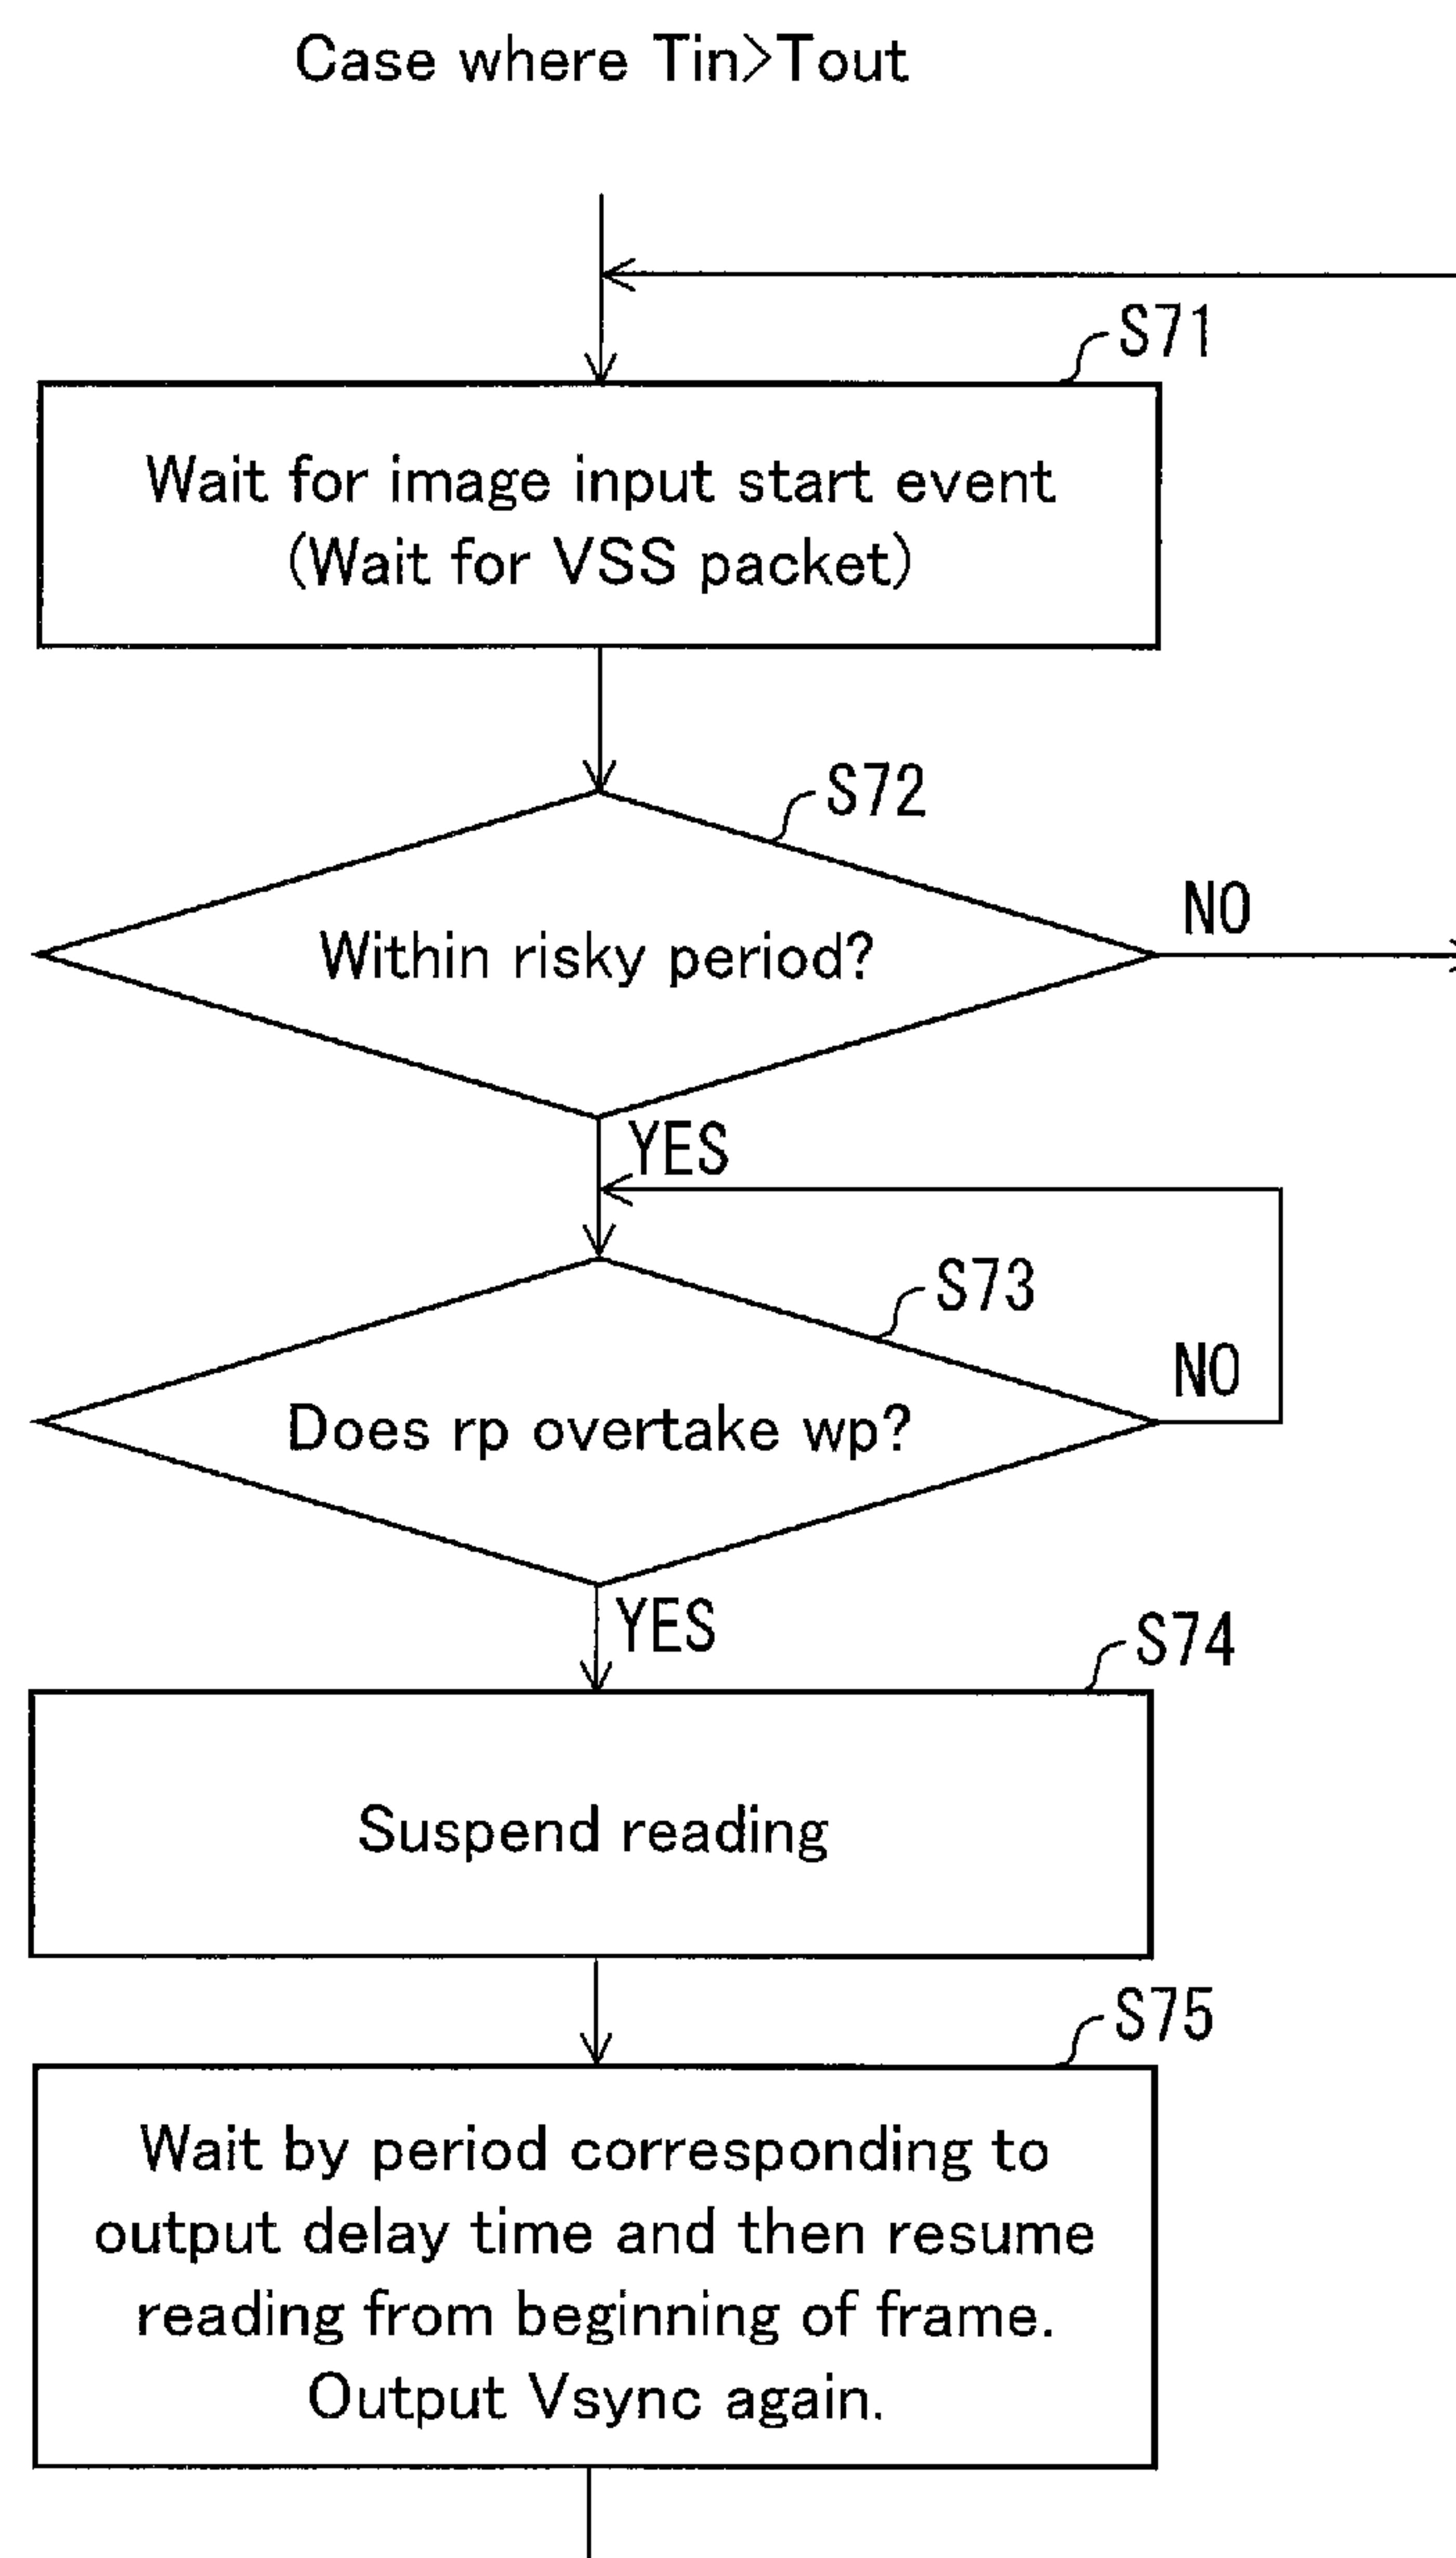 Case where Tin>Tout
S71
Wait for image input start event
(Wait for VSS packet)
S72
Within risky period?
NO
YES
S73
Does rp overtake wp?
NO
YES
S74
Suspend reading
S75
Wait by period corresponding to
output delay time and then resume
reading from beginning of frame.
Output Vsync again.